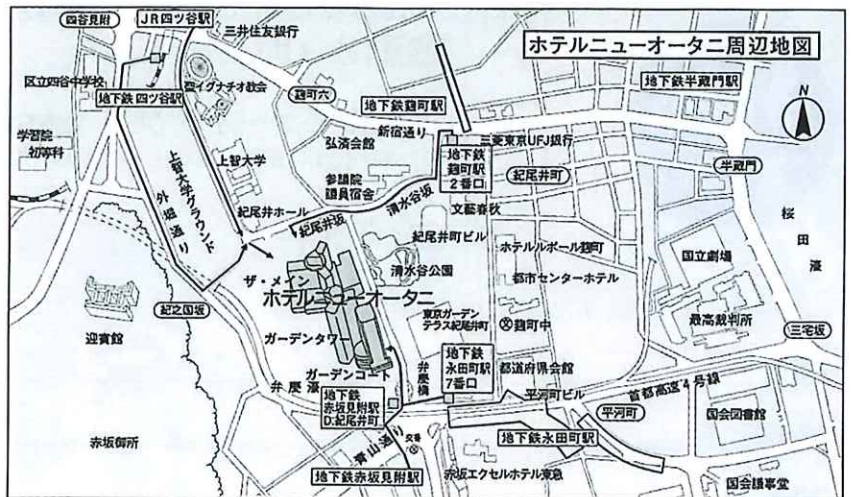 四谷見附
JR四ツ谷駅
三井住友銀行
ホテルニューオータニ周辺地図
区立四谷中学校
聖イグナチオ教会
地下鉄 四ツ谷駅
麴町六
地下鉄麴町駅
地下鉄半蔵門駅
N
新宿通り
三菱東京UFJ銀行
学習院
初等科
上智大学
弘済会館
地下鉄
麴町駅
2番口
半蔵門
参議院
議員宿舎
紀尾井町
上智大学グラウンド
外堀通り
清水谷坂
文藝春秋
紀尾井ホール
紀尾井坂
桜田濠
紀尾井町ビル
ホテルルポール麴町
国立劇場
清水谷公園
ザ・メイン
都市センターホテル
ホテルニューオータニ
紀之国坂
東京ガーデン
テラス紀尾井町
麴町中
最高裁判所
三宅坂
迎賓館
ガーデンタワー
地下鉄
永田町駅
7番口
都道府県会館
ガーデンコート
弁慶濠
弁慶橋
首都高速4号線
地下鉄
赤坂見附駅
D:紀尾井町
平河町ビル
平河町
国会図書館
赤坂御所
青山通り
交番
地下鉄永田町駅
地下鉄赤坂見附駅
赤坂エクセルホテル東急
国会議事堂